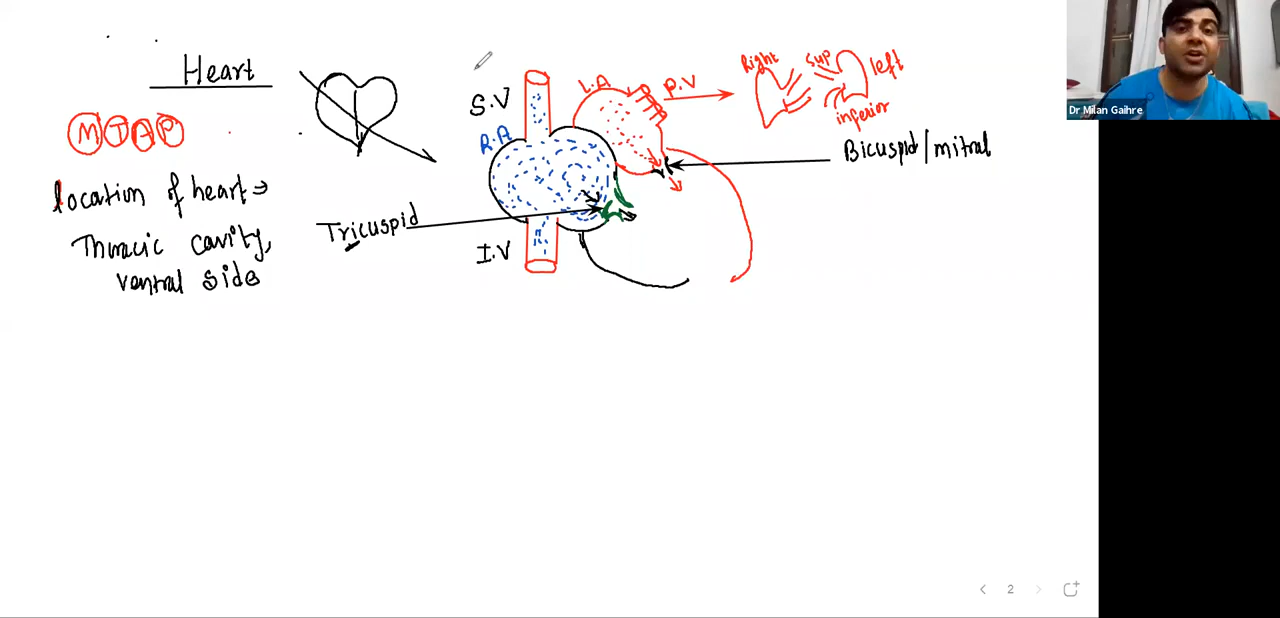 Heart
MTAP
location of heart ⇒
Thoracic cavity,
ventral side
S.V
R.A
L.A
P.V
Right
Sup
left
inferior
Bicuspid/mitral
Tricuspid
I.V
Dr Milan Gaihre
2